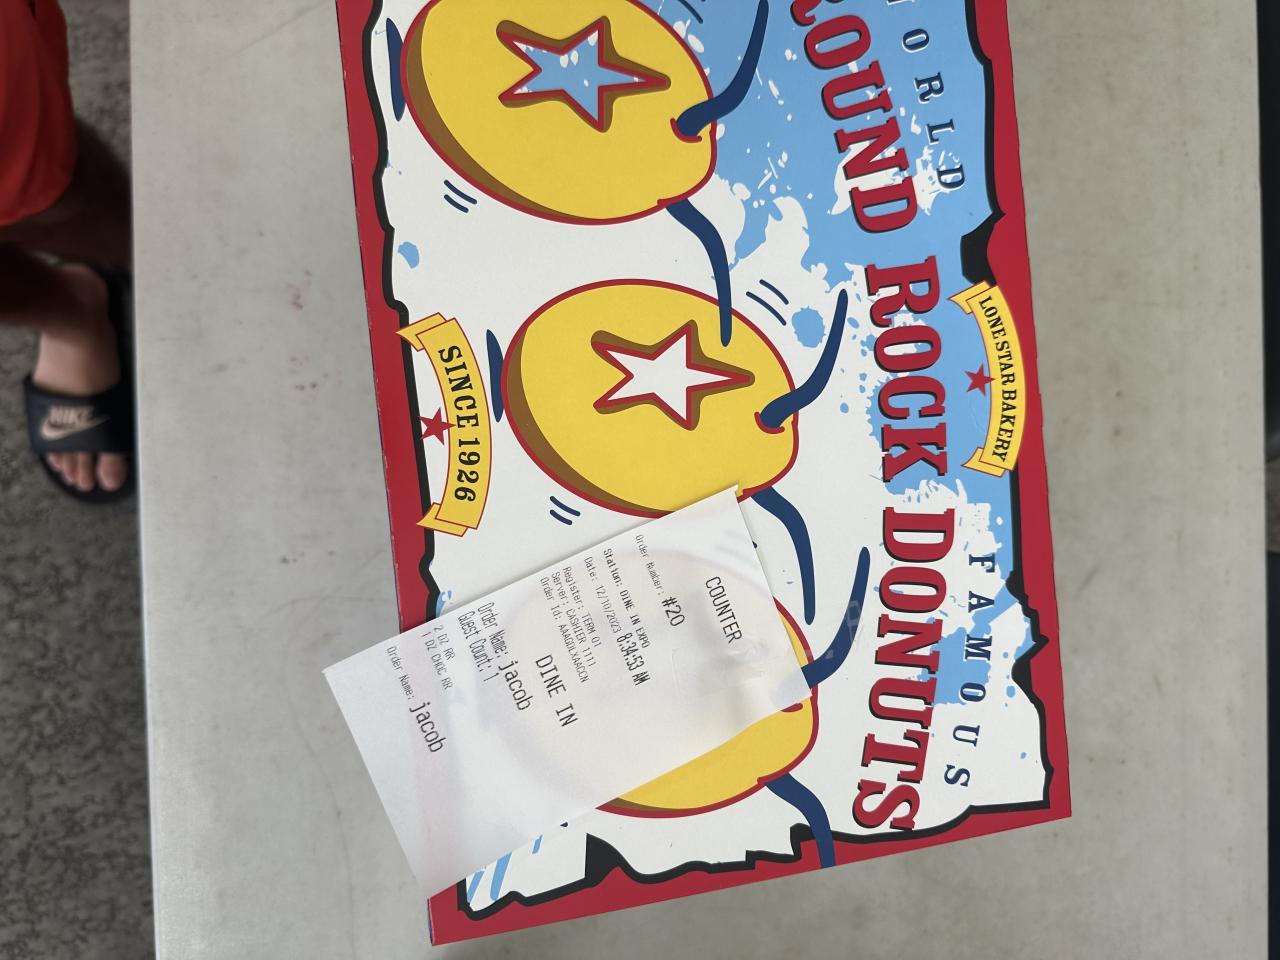 WORLD
FAMOUS
ROUND ROCK DONUTS
LONE STAR BAKERY
SINCE 1926
COUNTER
Order Number: #20
Station: DINE IN EXPO
Date: 12/10/2023 8:34:53 AM
Register: TERM 01
Server: CASHIER 1111
DINE IN
Order Name: jacob
Guest Count: 1
2 DZ RR
1 DZ CHOC RR
Order Name: jacob
NIKE